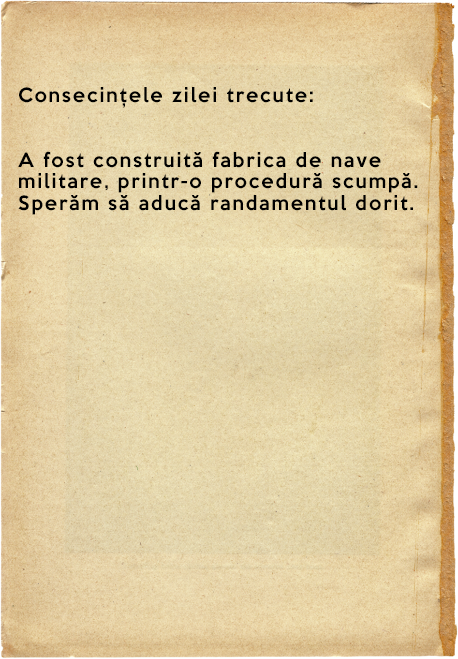 Consecințele zilei trecute:
A fost construită fabrica de nave
militare, printr-o procedură scumpă.
Sperăm să aducă randamentul dorit.